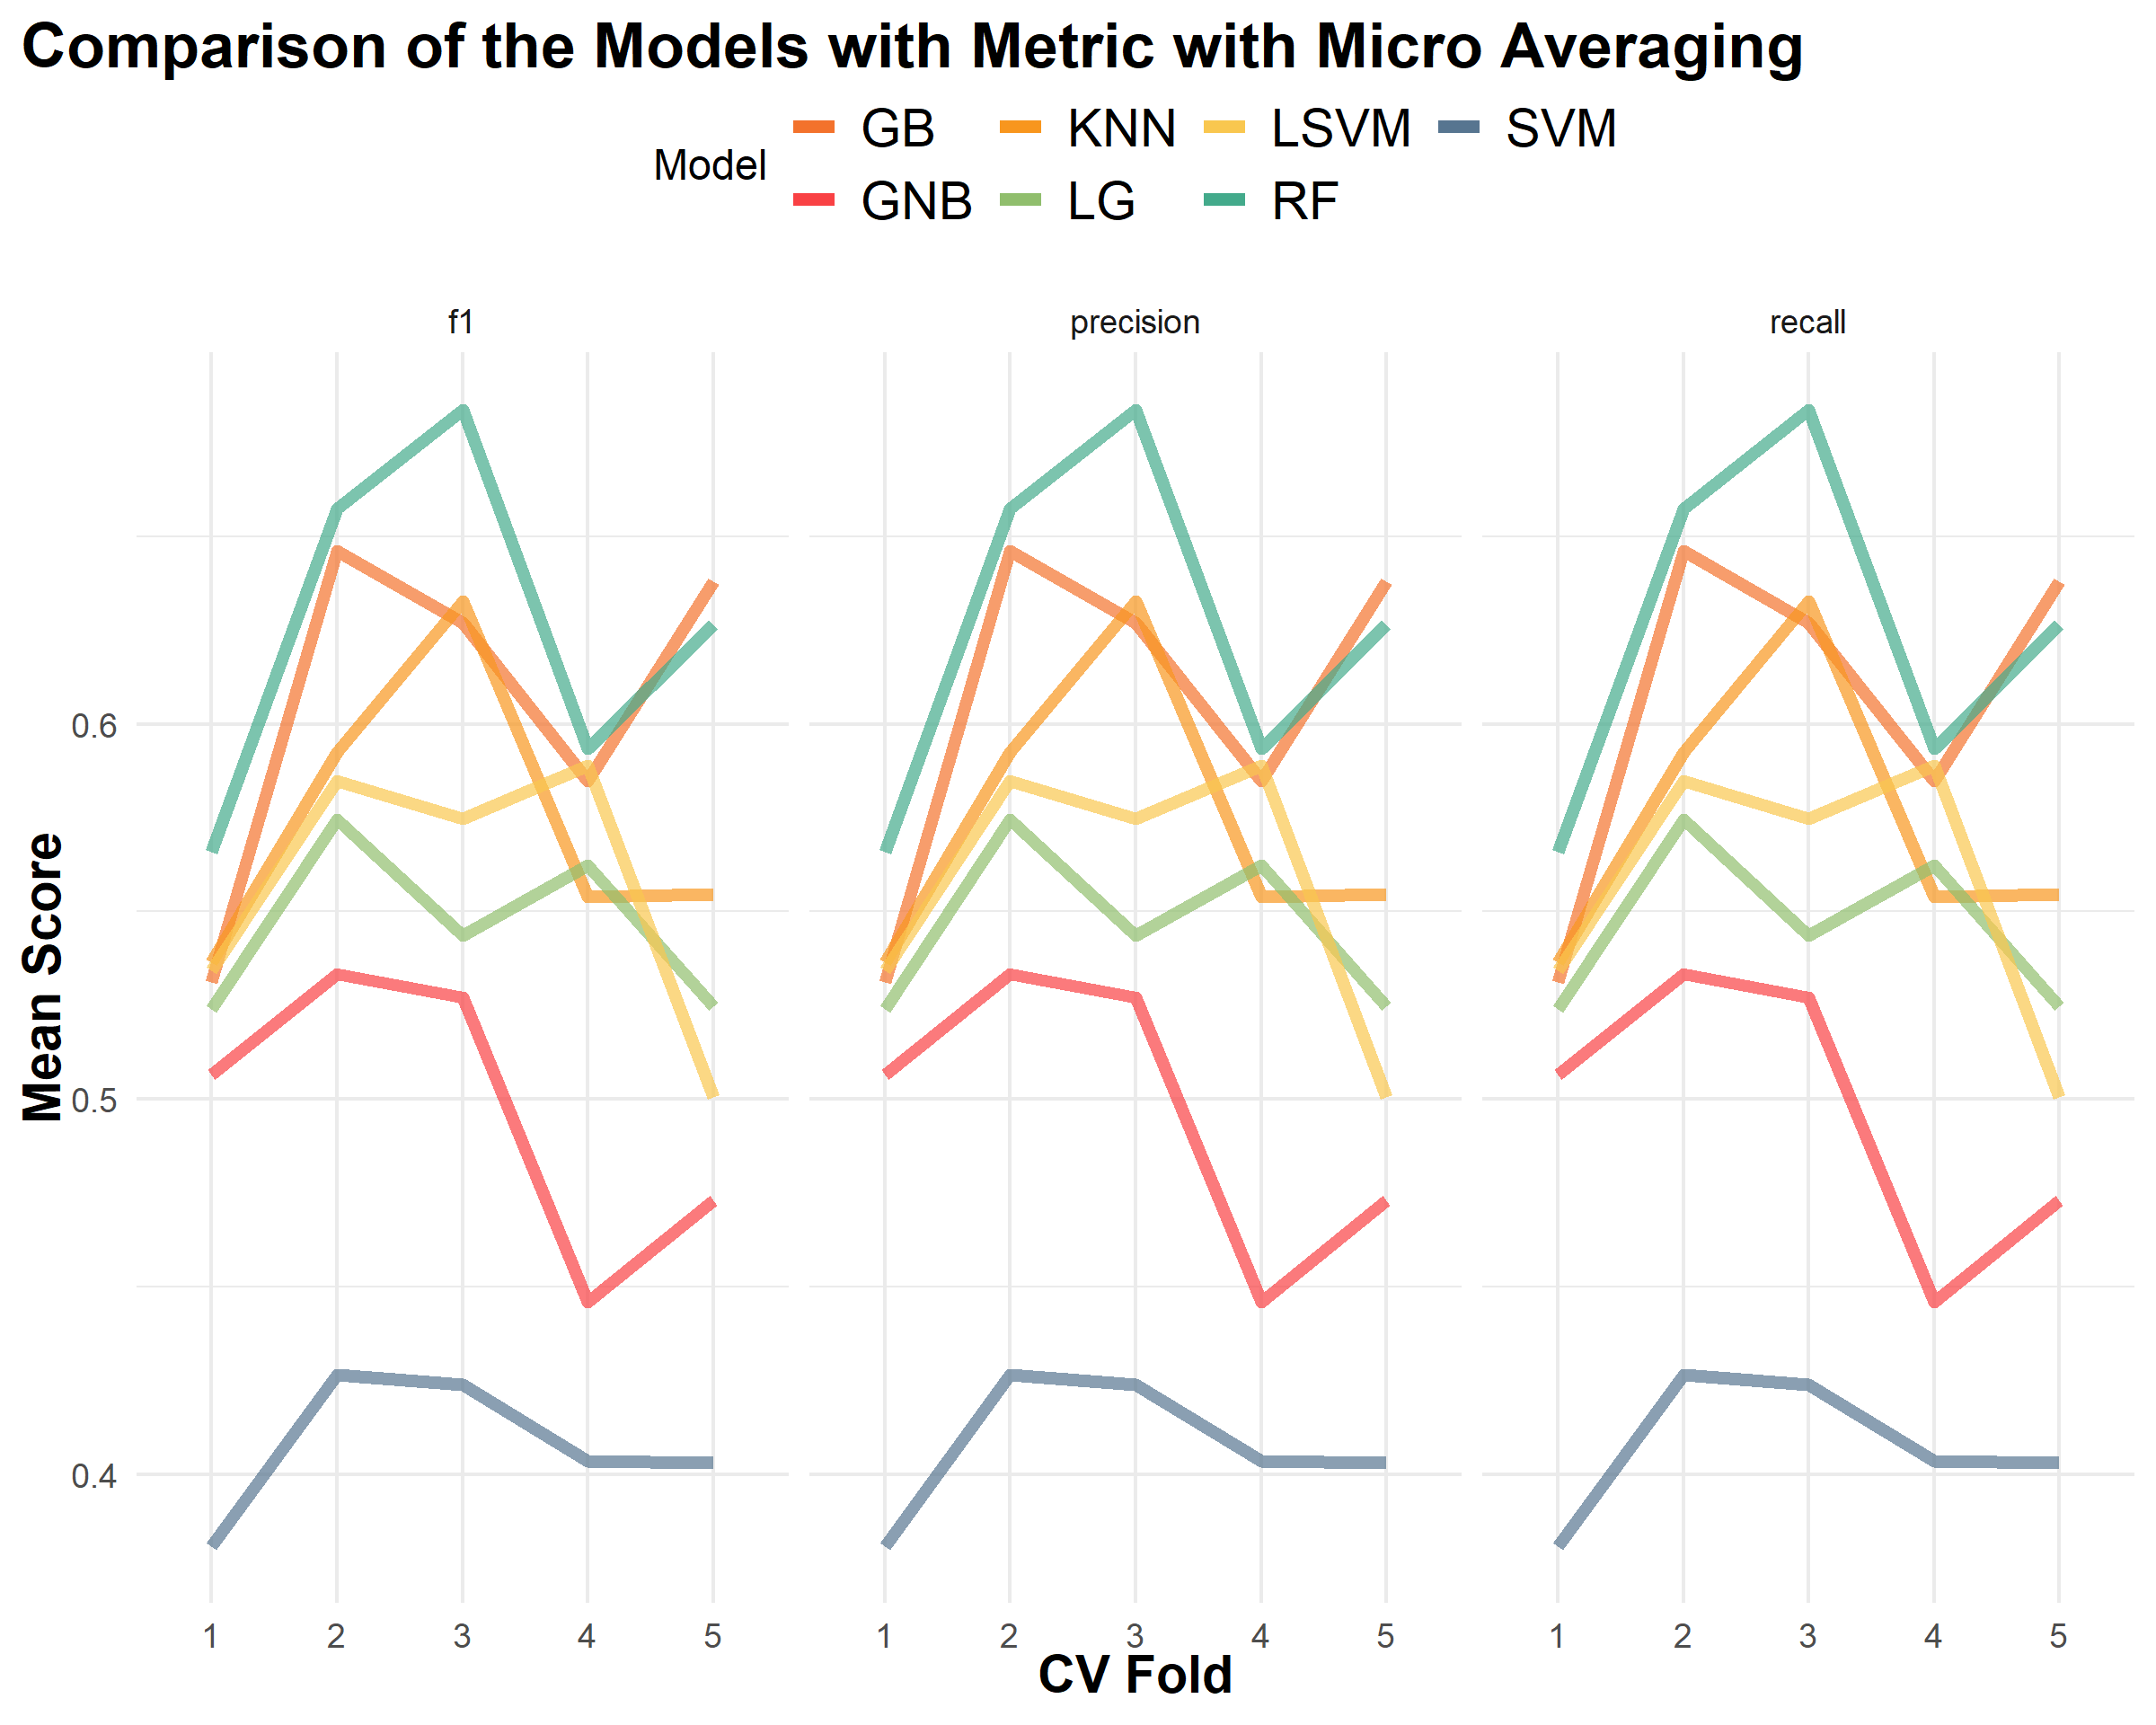 Comparison of the Models with Metric with Micro Averaging
Model
GB KNN LSVM SVM
GNB LG RF
f1 precision recall
Mean Score
0.6
0.5
0.4
1 2 3 4 5 1 2 3 4 5 1 2 3 4 5
CV Fold